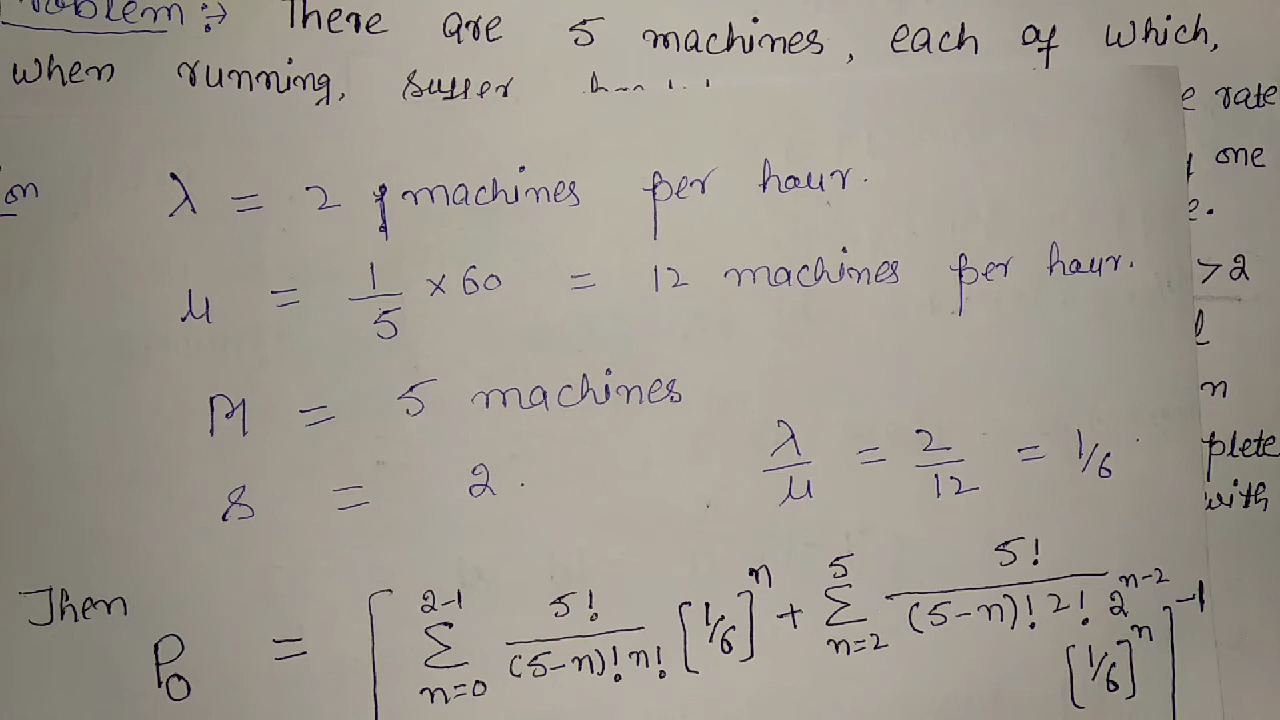 Problem :→ There are 5 machines, each of which,
when running, suffer
e rate
on λ = 2 machines per hour.
one
e.
μ = 1/5 × 60 = 12 machines per hour.
>2
l
M = 5 machines
n
s = 2. λ/μ = 2/12 = 1/6
plete
with
Then P₀ = [ Σ_{n=0}^{2-1} 5!/((5-n)! n!) [1/6]^n + Σ_{n=2}^{5} 5!/((5-n)! 2! 2^{n-2}) [1/6]^n ]^{-1}